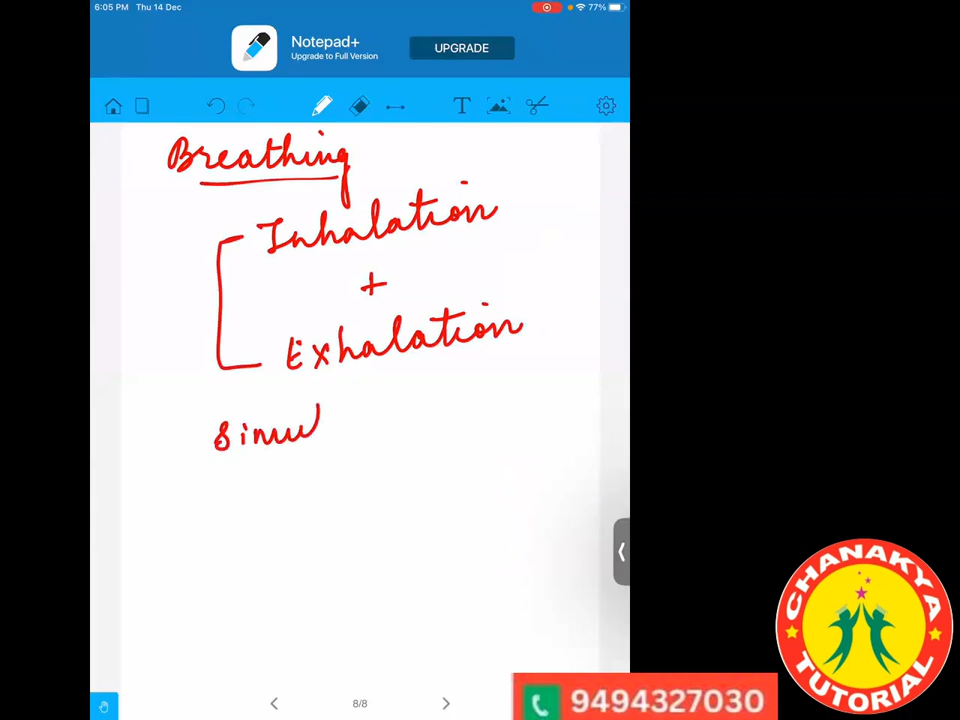 6:05 PM Thu 14 Dec 77%
Notepad+
Upgrade to Full Version
UPGRADE
T
Breathing
Inhalation
+
Exhalation
Simul
8/8
CHANAKYA
TUTORIAL
9494327030